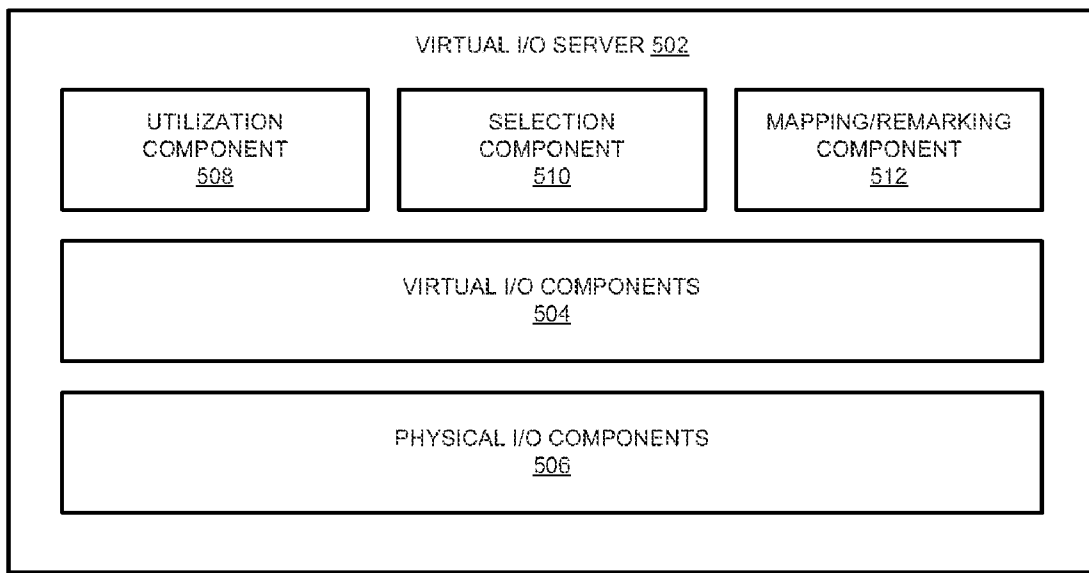 VIRTUAL I/O SERVER 502
UTILIZATION
COMPONENT
508
SELECTION
COMPONENT
510
MAPPING/REMARKING
COMPONENT
512
VIRTUAL I/O COMPONENTS
504
PHYSICAL I/O COMPONENTS
506